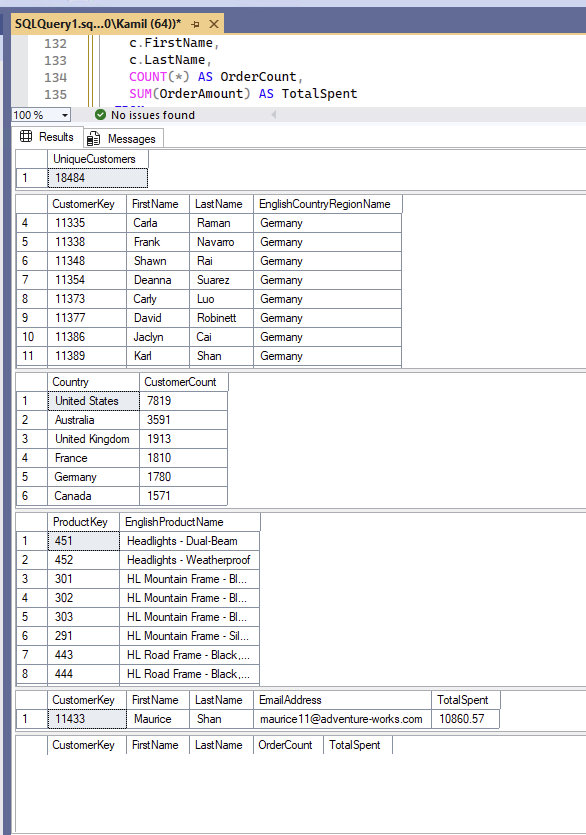 SQLQuery1.sq...0\Kamil (64))*
132 c.FirstName,
133 c.LastName,
134 COUNT(*) AS OrderCount,
135 SUM(OrderAmount) AS TotalSpent
100 % No issues found
Results Messages
UniqueCustomers
1 18484
CustomerKey FirstName LastName EnglishCountryRegionName
4 11335 Carla Raman Germany
5 11338 Frank Navarro Germany
6 11348 Shawn Rai Germany
7 11354 Deanna Suarez Germany
8 11373 Carly Luo Germany
9 11377 David Robinett Germany
10 11386 Jaclyn Cai Germany
11 11389 Karl Shan Germany
Country CustomerCount
1 United States 7819
2 Australia 3591
3 United Kingdom 1913
4 France 1810
5 Germany 1780
6 Canada 1571
ProductKey EnglishProductName
1 451 Headlights - Dual-Beam
2 452 Headlights - Weatherproof
3 301 HL Mountain Frame - Bl...
4 302 HL Mountain Frame - Bl...
5 303 HL Mountain Frame - Bl...
6 291 HL Mountain Frame - Sil...
7 443 HL Road Frame - Black,...
8 444 HL Road Frame - Black,...
CustomerKey FirstName LastName EmailAddress TotalSpent
1 11433 Maurice Shan maurice11@adventure-works.com 10860.57
CustomerKey FirstName LastName OrderCount TotalSpent